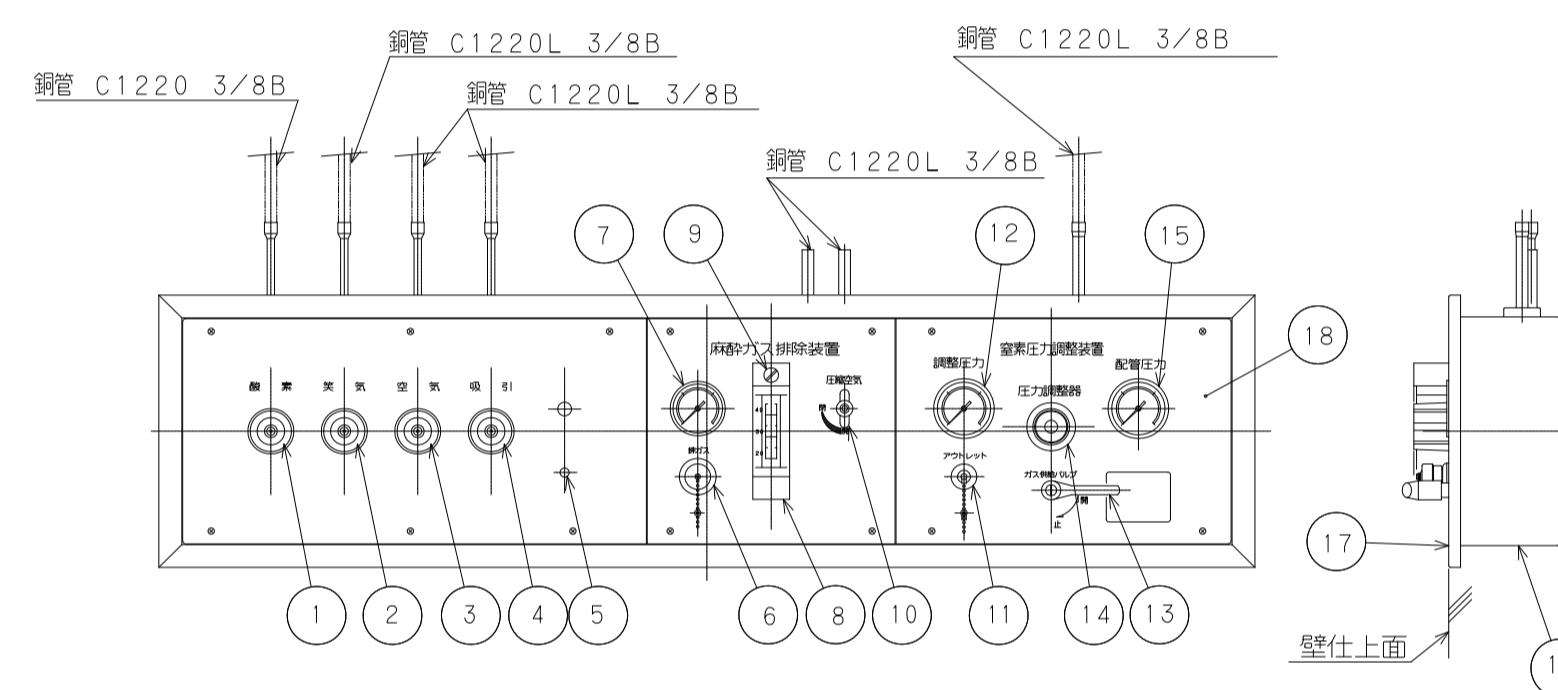 銅管 C1220L 3/8B
銅管 C1220L 3/8B
銅管 C1220 3/8B
銅管 C1220L 3/8B
銅管 C1220L 3/8B
7
9
12
15
18
麻酔ガス排除装置
窒素圧力調整装置
調整圧力
配管圧力
圧縮空気
圧力調整器
酸素
笑気
空気
吸引
40
30
20
閉
排ガス
アウトレット
ガス供給バルブ
開
止
17
1
2
3
4
5
6
8
10
11
14
13
壁仕上面
1